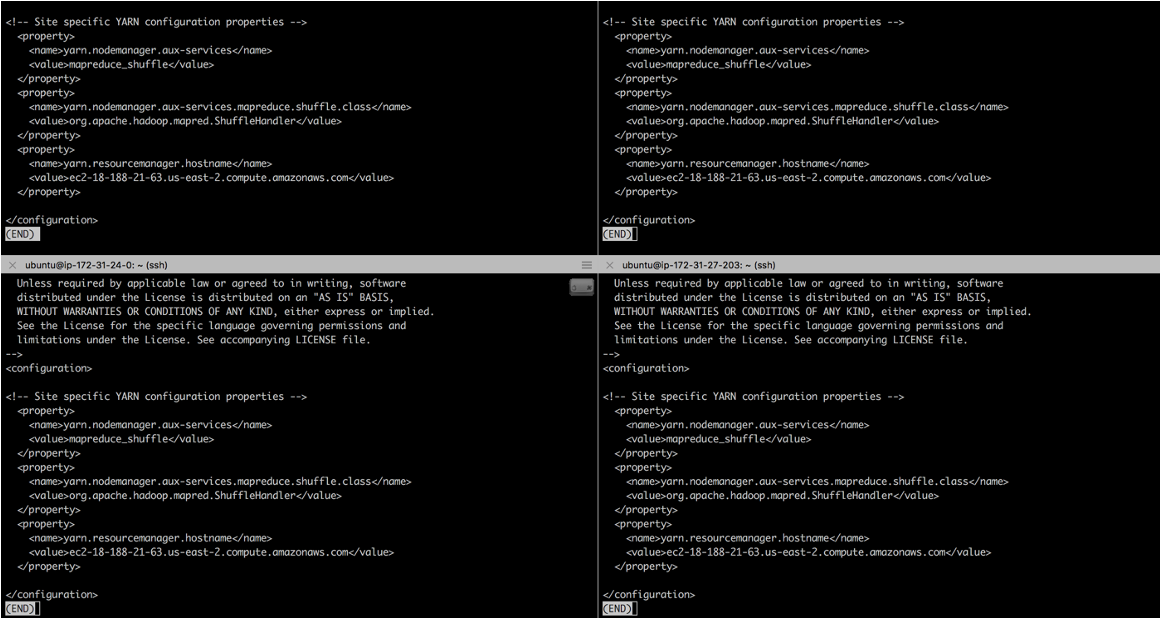 <!-- Site specific YARN configuration properties -->
  <property>
    <name>yarn.nodemanager.aux-services</name>
    <value>mapreduce_shuffle</value>
  </property>
  <property>
    <name>yarn.nodemanager.aux-services.mapreduce.shuffle.class</name>
    <value>org.apache.hadoop.mapred.ShuffleHandler</value>
  </property>
  <property>
    <name>yarn.resourcemanager.hostname</name>
    <value>ec2-18-188-21-63.us-east-2.compute.amazonaws.com</value>
  </property>

</configuration>
(END)
<!-- Site specific YARN configuration properties -->
  <property>
    <name>yarn.nodemanager.aux-services</name>
    <value>mapreduce_shuffle</value>
  </property>
  <property>
    <name>yarn.nodemanager.aux-services.mapreduce.shuffle.class</name>
    <value>org.apache.hadoop.mapred.ShuffleHandler</value>
  </property>
  <property>
    <name>yarn.resourcemanager.hostname</name>
    <value>ec2-18-188-21-63.us-east-2.compute.amazonaws.com</value>
  </property>

</configuration>
(END)
ubuntu@ip-172-31-24-0: ~ (ssh)
  Unless required by applicable law or agreed to in writing, software
  distributed under the License is distributed on an "AS IS" BASIS,
  WITHOUT WARRANTIES OR CONDITIONS OF ANY KIND, either express or implied.
  See the License for the specific language governing permissions and
  limitations under the License. See accompanying LICENSE file.
-->
<configuration>

<!-- Site specific YARN configuration properties -->
  <property>
    <name>yarn.nodemanager.aux-services</name>
    <value>mapreduce_shuffle</value>
  </property>
  <property>
    <name>yarn.nodemanager.aux-services.mapreduce.shuffle.class</name>
    <value>org.apache.hadoop.mapred.ShuffleHandler</value>
  </property>
  <property>
    <name>yarn.resourcemanager.hostname</name>
    <value>ec2-18-188-21-63.us-east-2.compute.amazonaws.com</value>
  </property>

</configuration>
(END)
ubuntu@ip-172-31-27-203: ~ (ssh)
  Unless required by applicable law or agreed to in writing, software
  distributed under the License is distributed on an "AS IS" BASIS,
  WITHOUT WARRANTIES OR CONDITIONS OF ANY KIND, either express or implied.
  See the License for the specific language governing permissions and
  limitations under the License. See accompanying LICENSE file.
-->
<configuration>

<!-- Site specific YARN configuration properties -->
  <property>
    <name>yarn.nodemanager.aux-services</name>
    <value>mapreduce_shuffle</value>
  </property>
  <property>
    <name>yarn.nodemanager.aux-services.mapreduce.shuffle.class</name>
    <value>org.apache.hadoop.mapred.ShuffleHandler</value>
  </property>
  <property>
    <name>yarn.resourcemanager.hostname</name>
    <value>ec2-18-188-21-63.us-east-2.compute.amazonaws.com</value>
  </property>

</configuration>
(END)